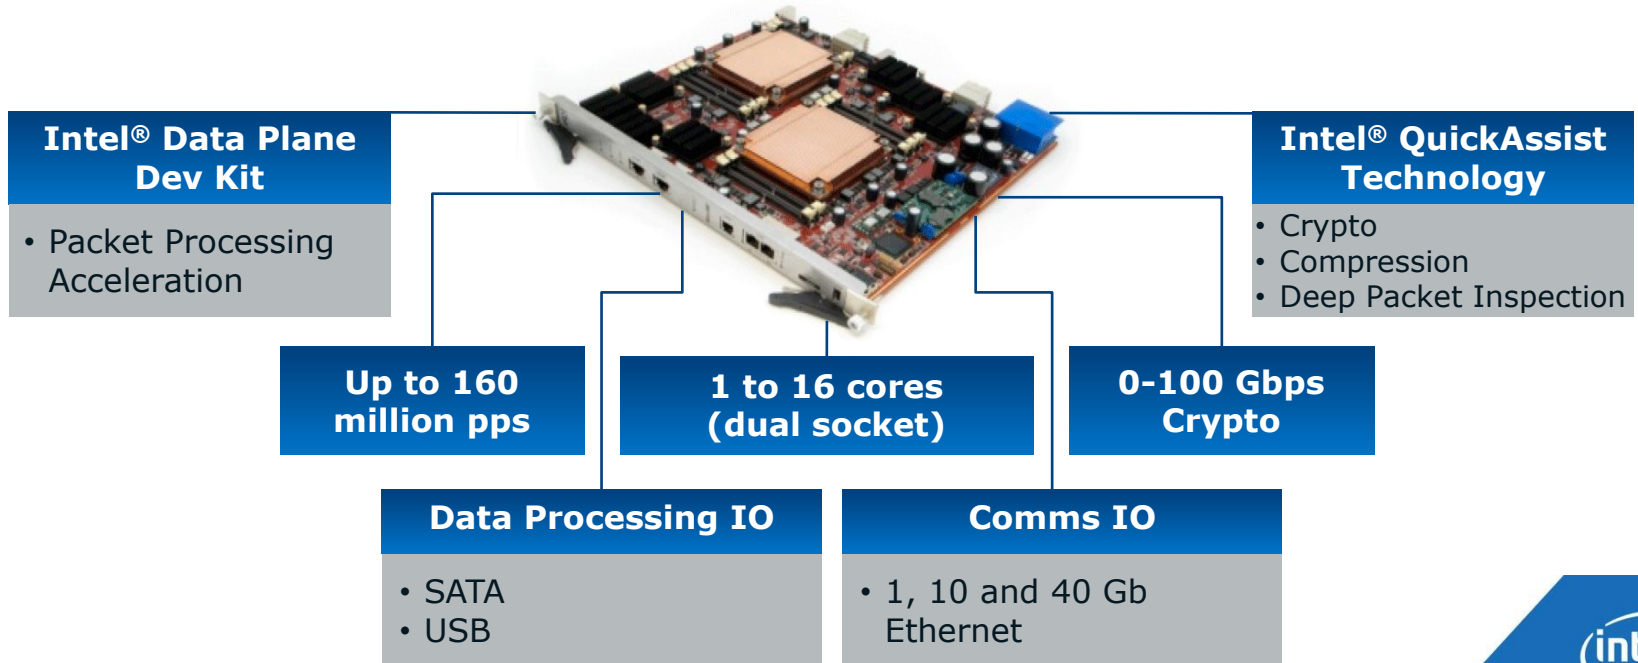 Intel® Data Plane
Dev Kit
• Packet Processing
Acceleration
Intel® QuickAssist
Technology
• Crypto
• Compression
• Deep Packet Inspection
Up to 160
million pps
1 to 16 cores
(dual socket)
0-100 Gbps
Crypto
Data Processing IO
• SATA
• USB
Comms IO
• 1, 10 and 40 Gb
Ethernet